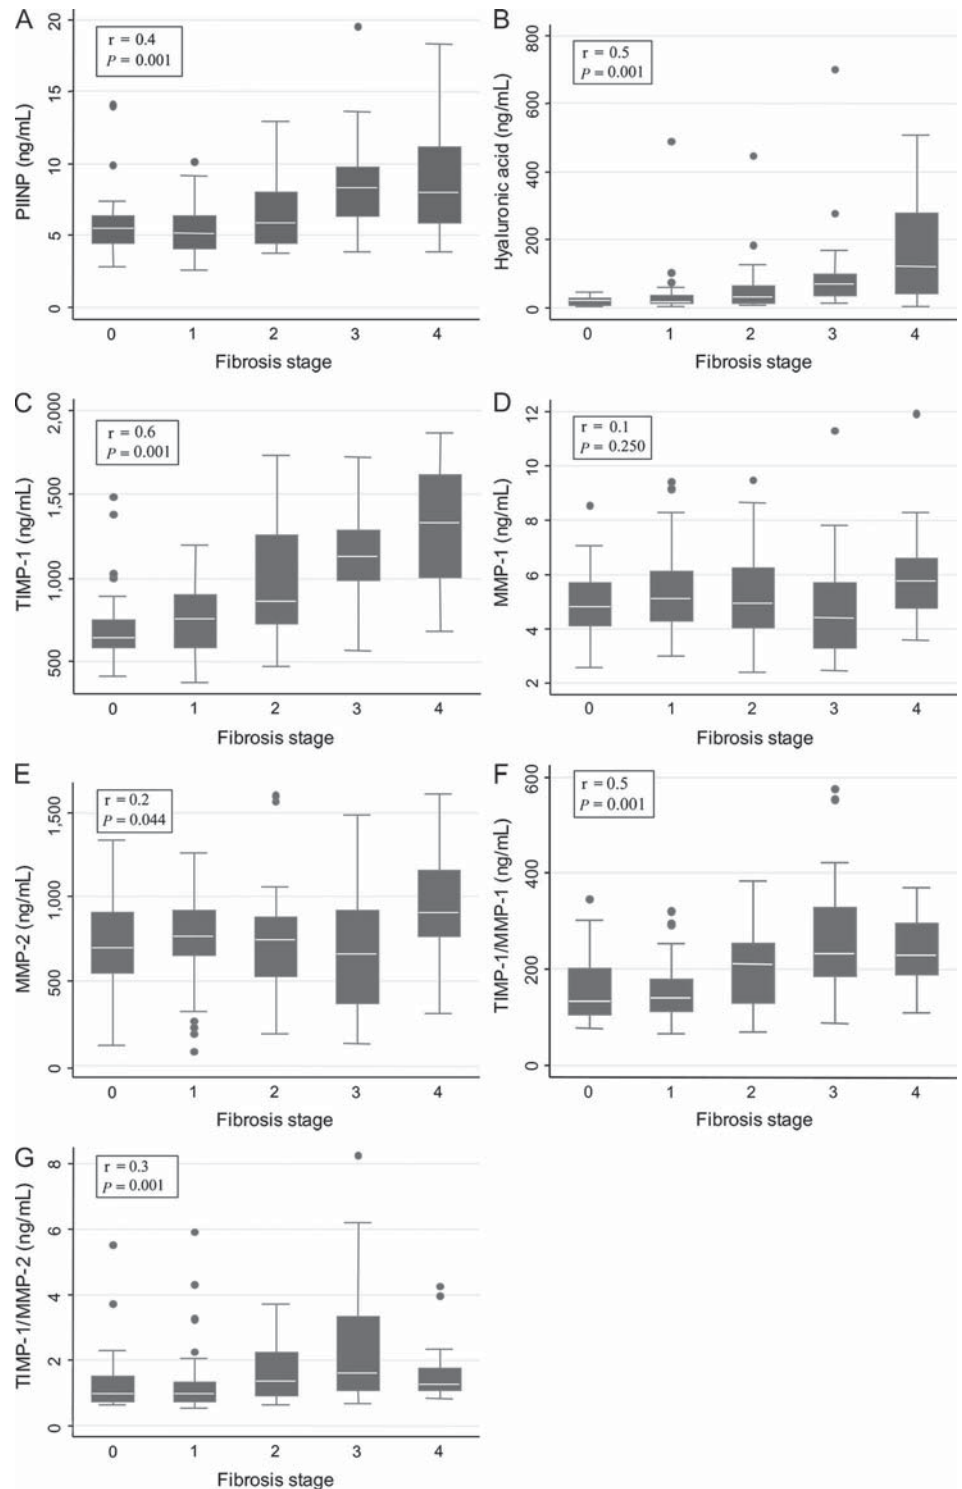 A
PIINP (ng/mL)
20
15
10
5
0
r = 0.4
P = 0.001
0 1 2 3 4
Fibrosis stage
B
Hyaluronic acid (ng/mL)
800
600
400
200
0
r = 0.5
P = 0.001
0 1 2 3 4
Fibrosis stage
C
TIMP-1 (ng/mL)
2,000
1,500
1,000
500
r = 0.6
P = 0.001
0 1 2 3 4
Fibrosis stage
D
MMP-1 (ng/mL)
12
10
8
6
4
2
r = 0.1
P = 0.250
0 1 2 3 4
Fibrosis stage
E
MMP-2 (ng/mL)
1,500
1,000
500
0
r = 0.2
P = 0.044
0 1 2 3 4
Fibrosis stage
F
TIMP-1/MMP-1 (ng/mL)
600
400
200
0
r = 0.5
P = 0.001
0 1 2 3 4
Fibrosis stage
G
TIMP-1/MMP-2 (ng/mL)
8
6
4
2
0
r = 0.3
P = 0.001
0 1 2 3 4
Fibrosis stage